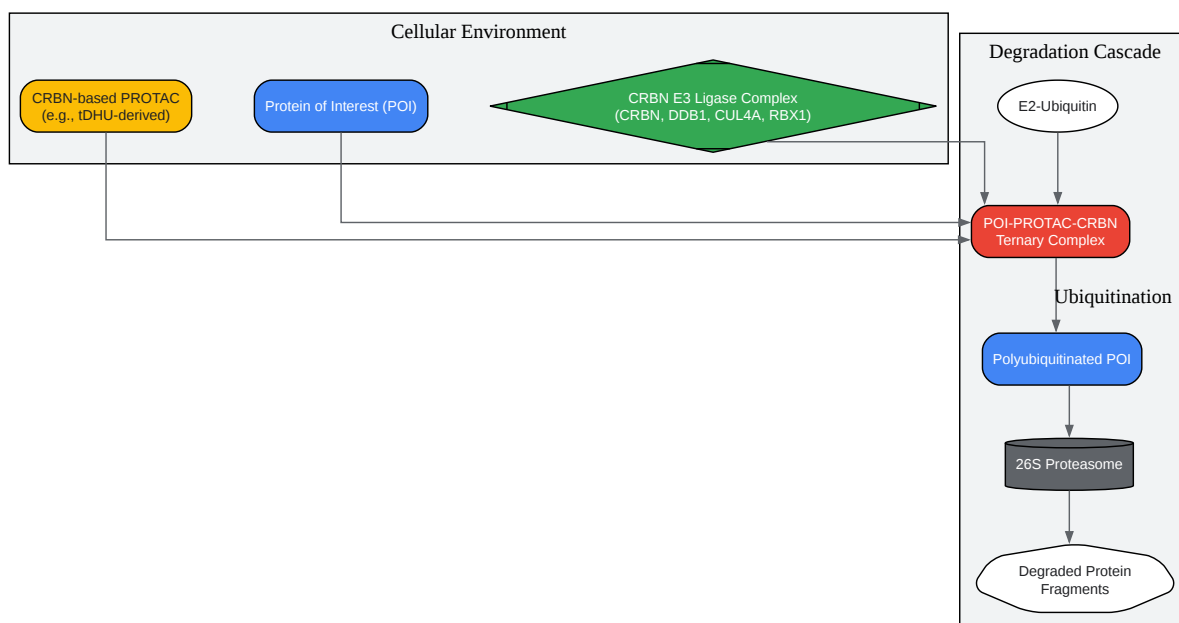 Cellular Environment
CRBN-based PROTAC
(e.g., tDHU-derived)
Protein of Interest (POI)
CRBN E3 Ligase Complex
(CRBN, DDB1, CUL4A, RBX1)
Degradation Cascade
E2-Ubiquitin
POI-PROTAC-CRBN
Ternary Complex
Ubiquitination
Polyubiquitinated POI
26S Proteasome
Degraded Protein
Fragments